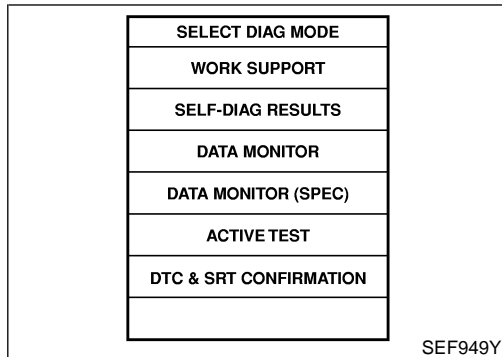 SELECT DIAG MODE
WORK SUPPORT
SELF-DIAG RESULTS
DATA MONITOR
DATA MONITOR (SPEC)
ACTIVE TEST
DTC & SRT CONFIRMATION
SEF949Y